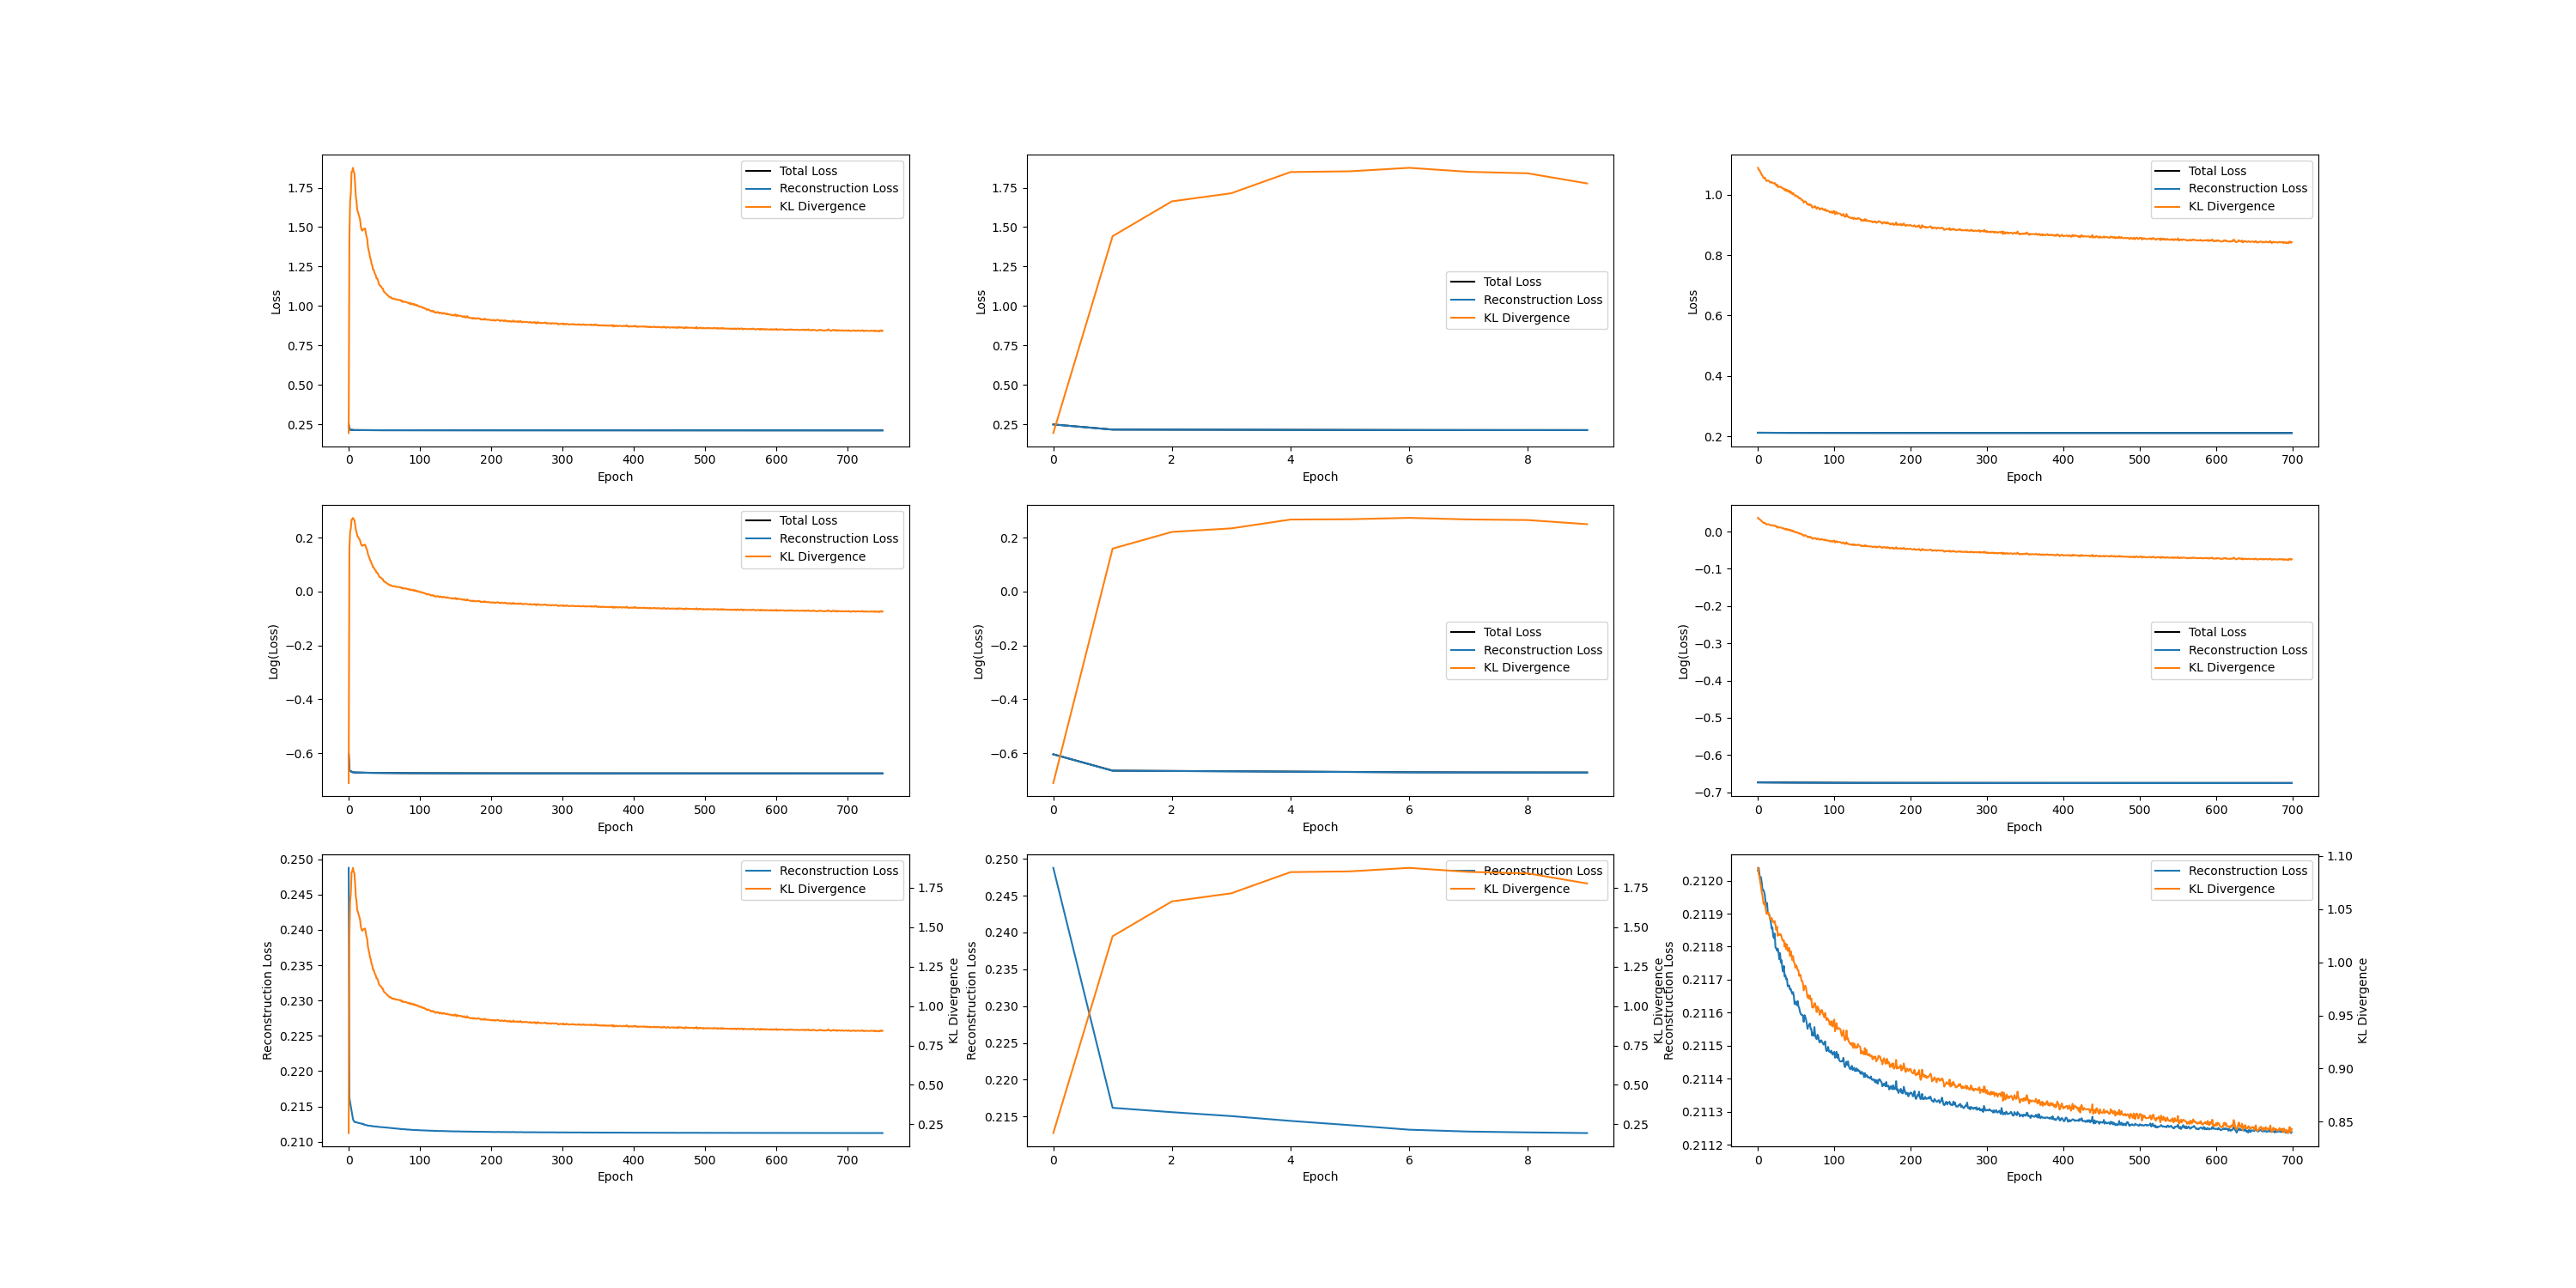 Total Loss
Reconstruction Loss
KL Divergence
1.75
1.50
1.25
1.00
0.75
0.50
0.25
Loss
0 100 200 300 400 500 600 700
Epoch
Total Loss
Reconstruction Loss
KL Divergence
1.75
1.50
1.25
1.00
0.75
0.50
0.25
Loss
0 2 4 6 8
Epoch
Total Loss
Reconstruction Loss
KL Divergence
1.0
0.8
0.6
0.4
0.2
Loss
0 100 200 300 400 500 600 700
Epoch
Total Loss
Reconstruction Loss
KL Divergence
0.2
0.0
−0.2
−0.4
−0.6
Log(Loss)
0 100 200 300 400 500 600 700
Epoch
Total Loss
Reconstruction Loss
KL Divergence
0.2
0.0
−0.2
−0.4
−0.6
Log(Loss)
0 2 4 6 8
Epoch
Total Loss
Reconstruction Loss
KL Divergence
0.0
−0.1
−0.2
−0.3
−0.4
−0.5
−0.6
−0.7
Log(Loss)
0 100 200 300 400 500 600 700
Epoch
Reconstruction Loss
KL Divergence
0.250
0.245
0.240
0.235
0.230
0.225
0.220
0.215
0.210
Reconstruction Loss
1.75
1.50
1.25
1.00
0.75
0.50
0.25
KL Divergence
0 100 200 300 400 500 600 700
Epoch
Reconstruction Loss
KL Divergence
0.250
0.245
0.240
0.235
0.230
0.225
0.220
0.215
Reconstruction Loss
1.75
1.50
1.25
1.00
0.75
0.50
0.25
KL Divergence
0 2 4 6 8
Epoch
Reconstruction Loss
KL Divergence
0.2120
0.2119
0.2118
0.2117
0.2116
0.2115
0.2114
0.2113
0.2112
Reconstruction Loss
1.10
1.05
1.00
0.95
0.90
0.85
KL Divergence
0 100 200 300 400 500 600 700
Epoch